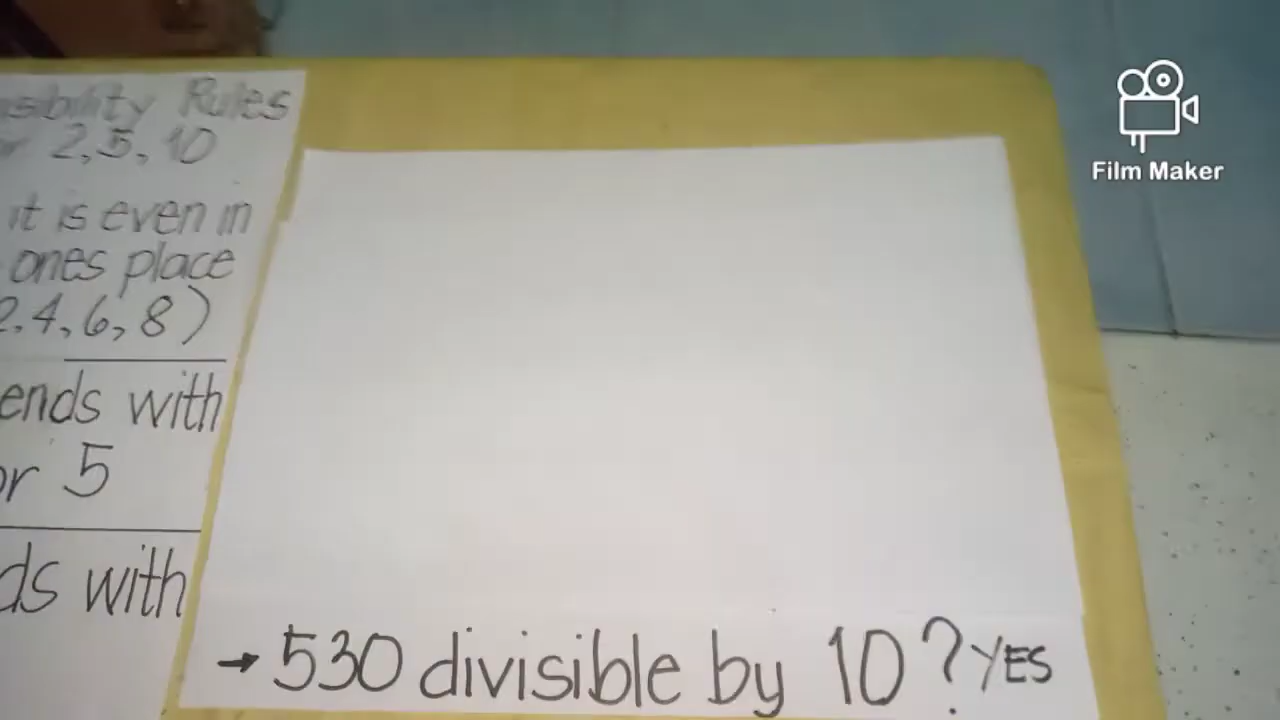 sibility Rules
2, 5, 10
it is even in
ones place
2, 4, 6, 8)
ends with
or 5
ds with
→ 530 divisible by 10? YES
Film Maker